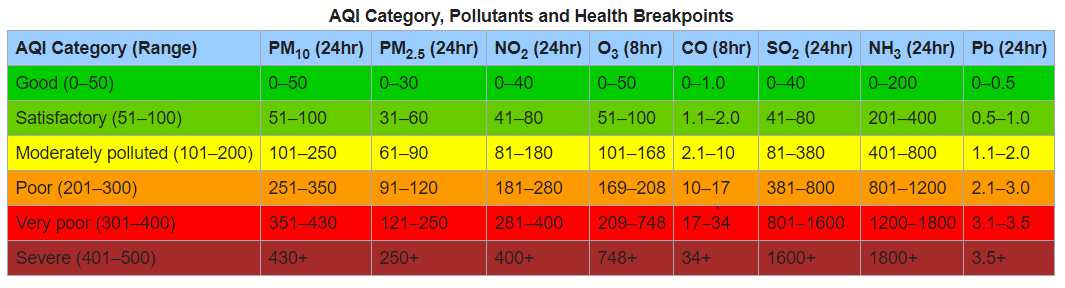 AQI Category, Pollutants and Health Breakpoints
AQI Category (Range) PM10 (24hr) PM2.5 (24hr) NO2 (24hr) O3 (8hr) CO (8hr) SO2 (24hr) NH3 (24hr) Pb (24hr)
Good (0–50) 0–50 0–30 0–40 0–50 0–1.0 0–40 0–200 0–0.5
Satisfactory (51–100) 51–100 31–60 41–80 51–100 1.1–2.0 41–80 201–400 0.5–1.0
Moderately polluted (101–200) 101–250 61–90 81–180 101–168 2.1–10 81–380 401–800 1.1–2.0
Poor (201–300) 251–350 91–120 181–280 169–208 10–17 381–800 801–1200 2.1–3.0
Very poor (301–400) 351–430 121–250 281–400 209–748 17–34 801–1600 1200–1800 3.1–3.5
Severe (401–500) 430+ 250+ 400+ 748+ 34+ 1600+ 1800+ 3.5+